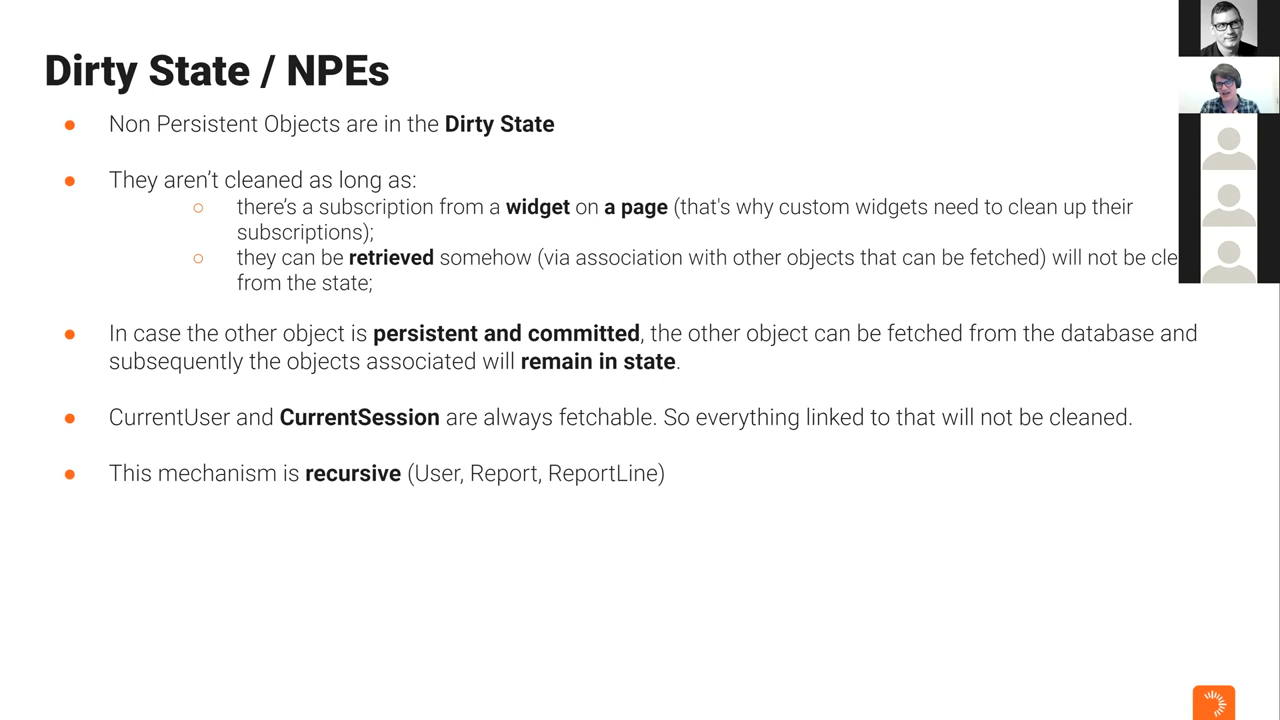 Dirty State / NPEs
● Non Persistent Objects are in the Dirty State
● They aren't cleaned as long as:
○ there's a subscription from a widget on a page (that's why custom widgets need to clean up their
subscriptions);
○ they can be retrieved somehow (via association with other objects that can be fetched) will not be cle
from the state;
● In case the other object is persistent and committed, the other object can be fetched from the database and
subsequently the objects associated will remain in state.
● CurrentUser and CurrentSession are always fetchable. So everything linked to that will not be cleaned.
● This mechanism is recursive (User, Report, ReportLine)